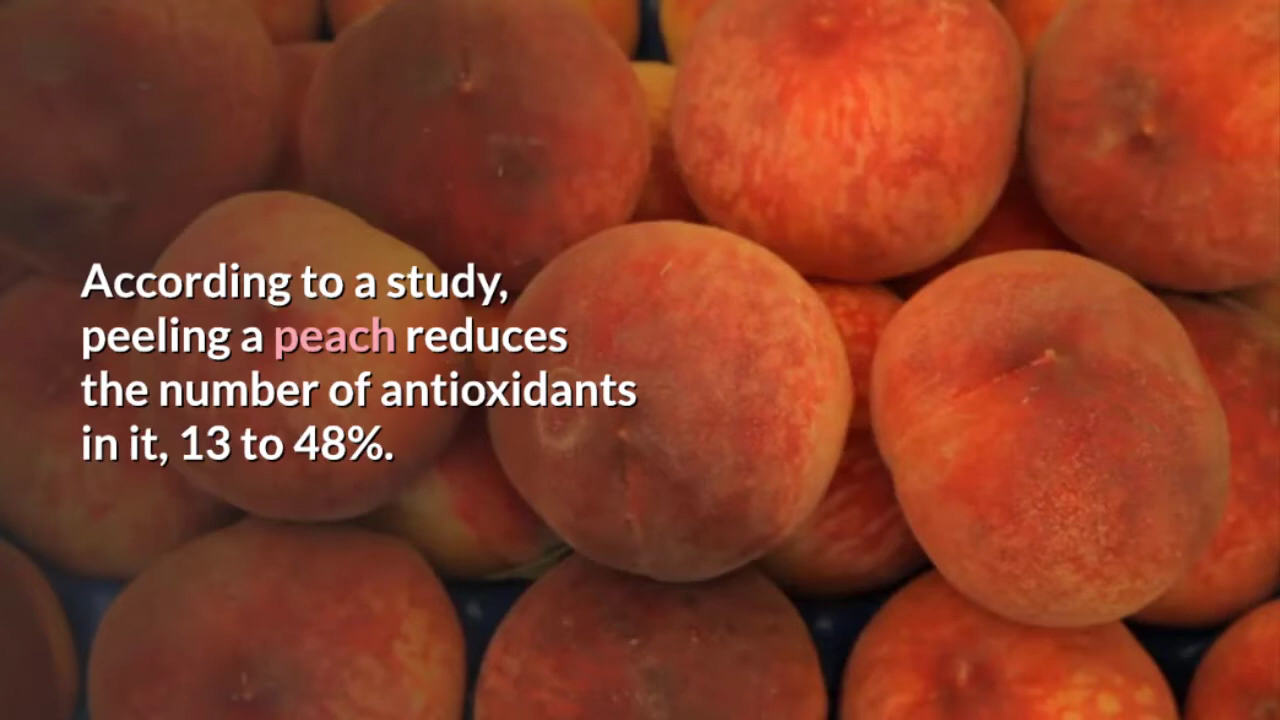 According to a study,
peeling a peach reduces
the number of antioxidants
in it, 13 to 48%.